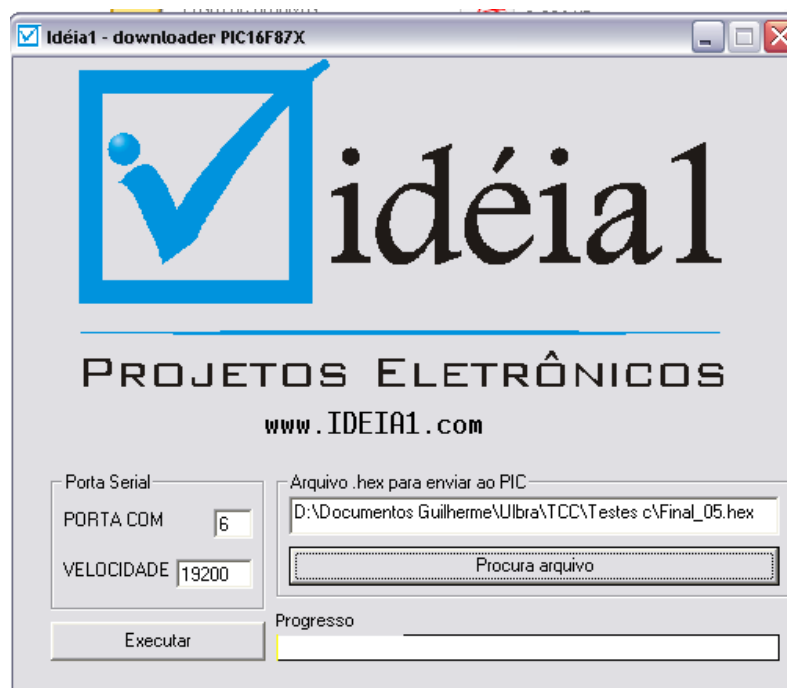 Idéia1 - downloader PIC16F87X
idéia1
PROJETOS ELETRÔNICOS
www.IDEIA1.com
Porta Serial
PORTA COM 6
VELOCIDADE 19200
Executar
Arquivo .hex para enviar ao PIC
D:\Documentos Guilherme\Ulbra\TCC\Testes c\Final_05.hex
Procura arquivo
Progresso